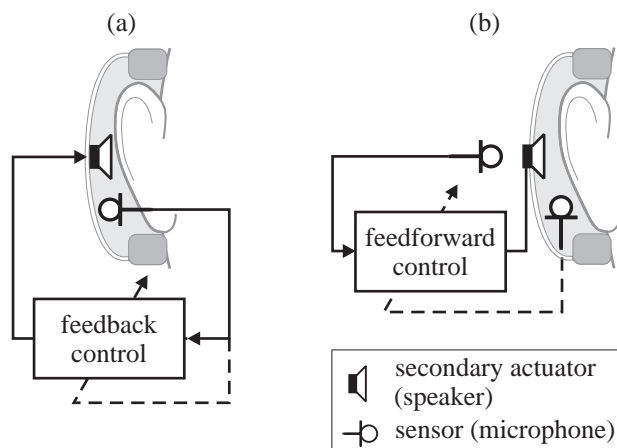 (a)
(b)
feedback
control
feedforward
control
secondary actuator
(speaker)
sensor (microphone)